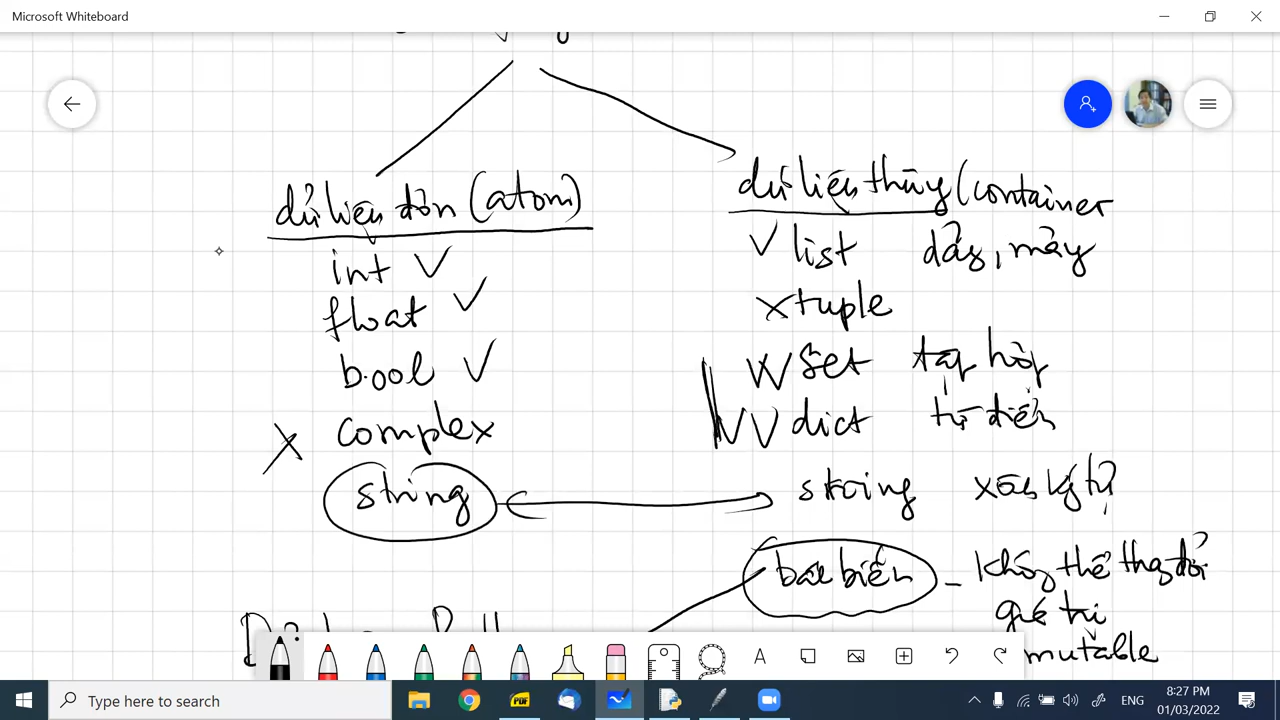 Microsoft Whiteboard
dữ liệu đơn (atom)
int
float
bool
complex
string
dữ liệu thùng (container
list dãy, mảng
tuple
Set tập hợp
dict từ điển
string xâu ký tự
bất biến - không thể thay đổi
giá trị
mutable
Type here to search
PDF
ENG
8:27 PM
01/03/2022